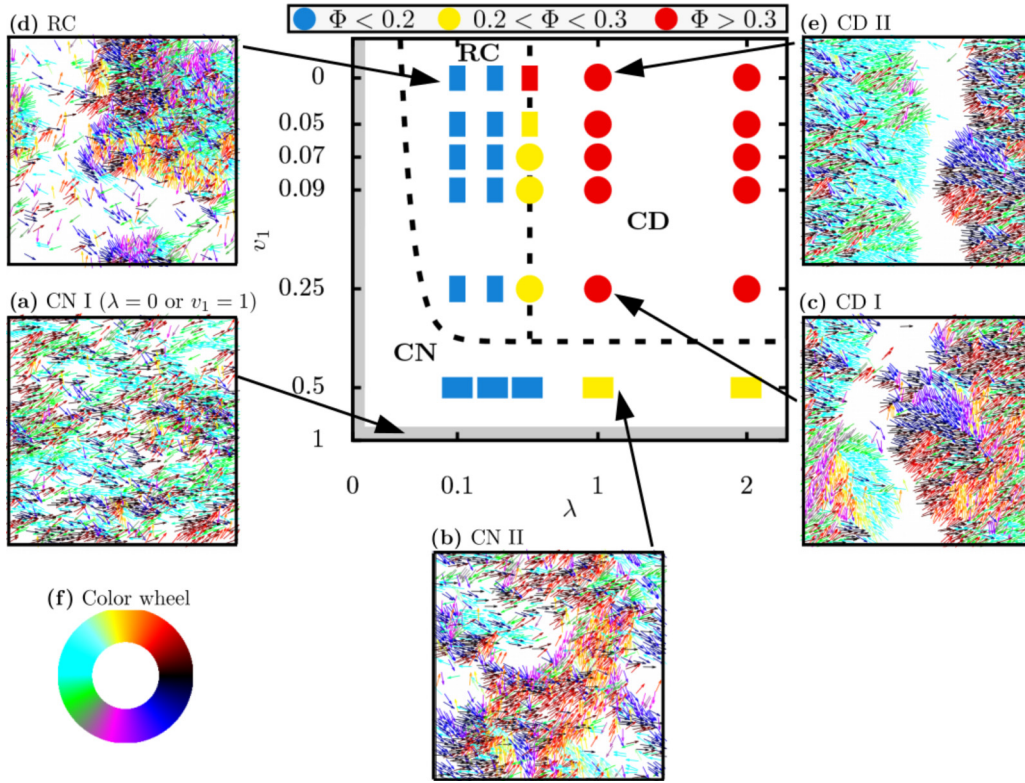 (d) RC
Φ < 0.2 0.2 < Φ < 0.3 Φ > 0.3
(e) CD II
RC
0
0.05
0.07
0.09
0.25
0.5
1
v₁
CD
CN
(a) CN I (λ = 0 or v₁ = 1)
(c) CD I
0 0.1 1 2
λ
(b) CN II
(f) Color wheel